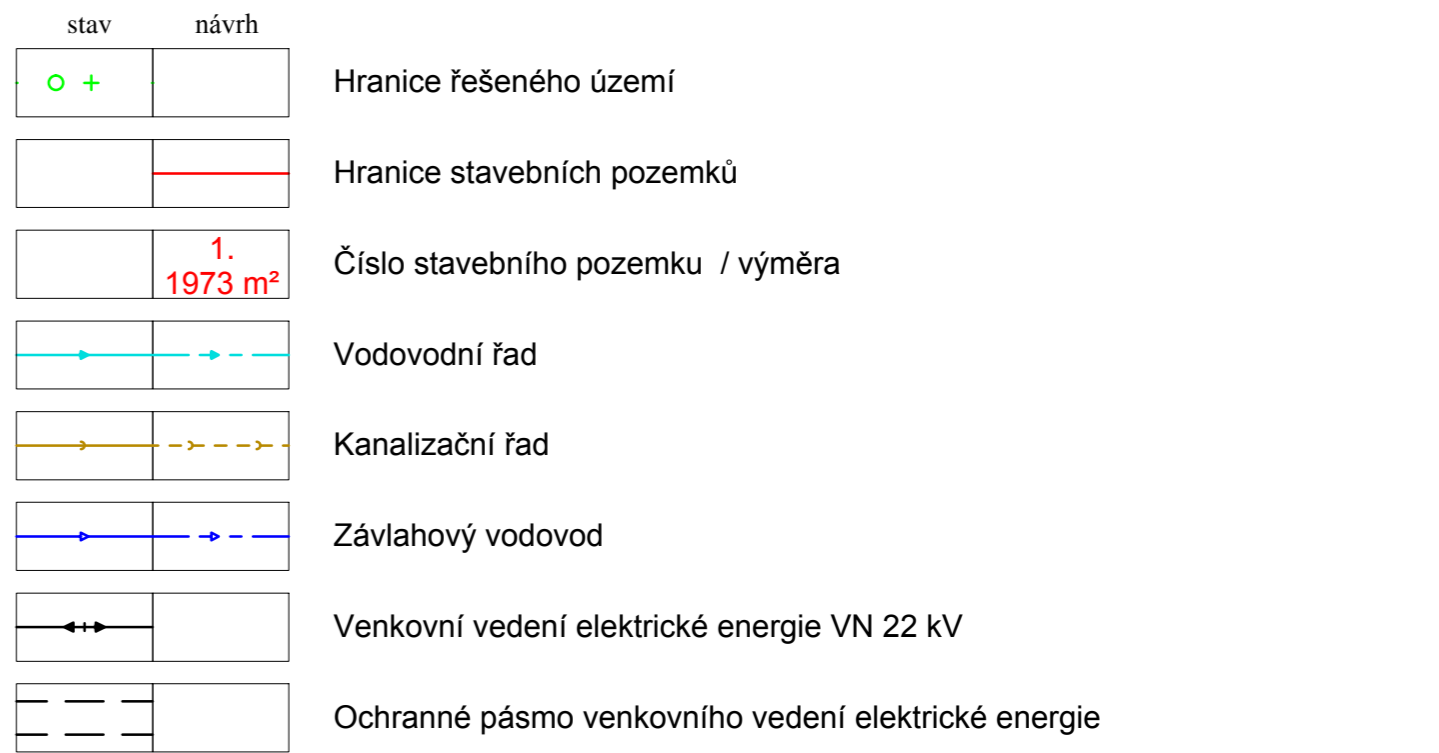 stav návrh
Hranice řešeného území
Hranice stavebních pozemků
1.
1973 m²
Číslo stavebního pozemku / výměra
Vodovodní řad
Kanalizační řad
Závlahový vodovod
Venkovní vedení elektrické energie VN 22 kV
Ochranné pásmo venkovního vedení elektrické energie